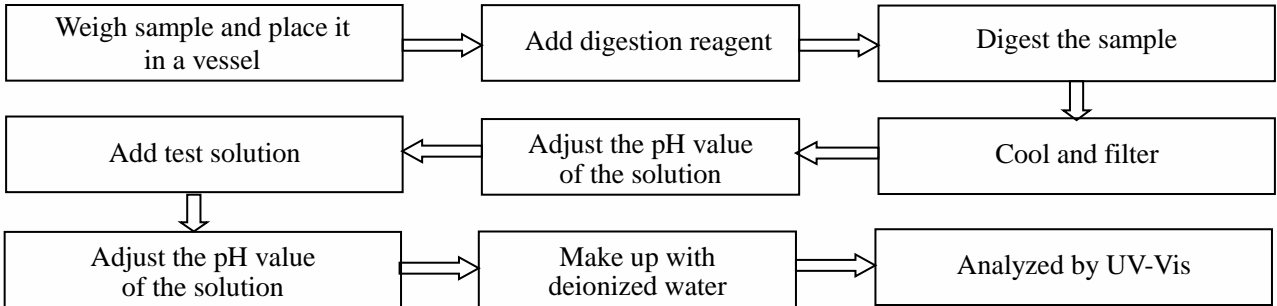 Weigh sample and place it
in a vessel
Add digestion reagent
Digest the sample
Cool and filter
Adjust the pH value
of the solution
Add test solution
Adjust the pH value
of the solution
Make up with
deionized water
Analyzed by UV-Vis